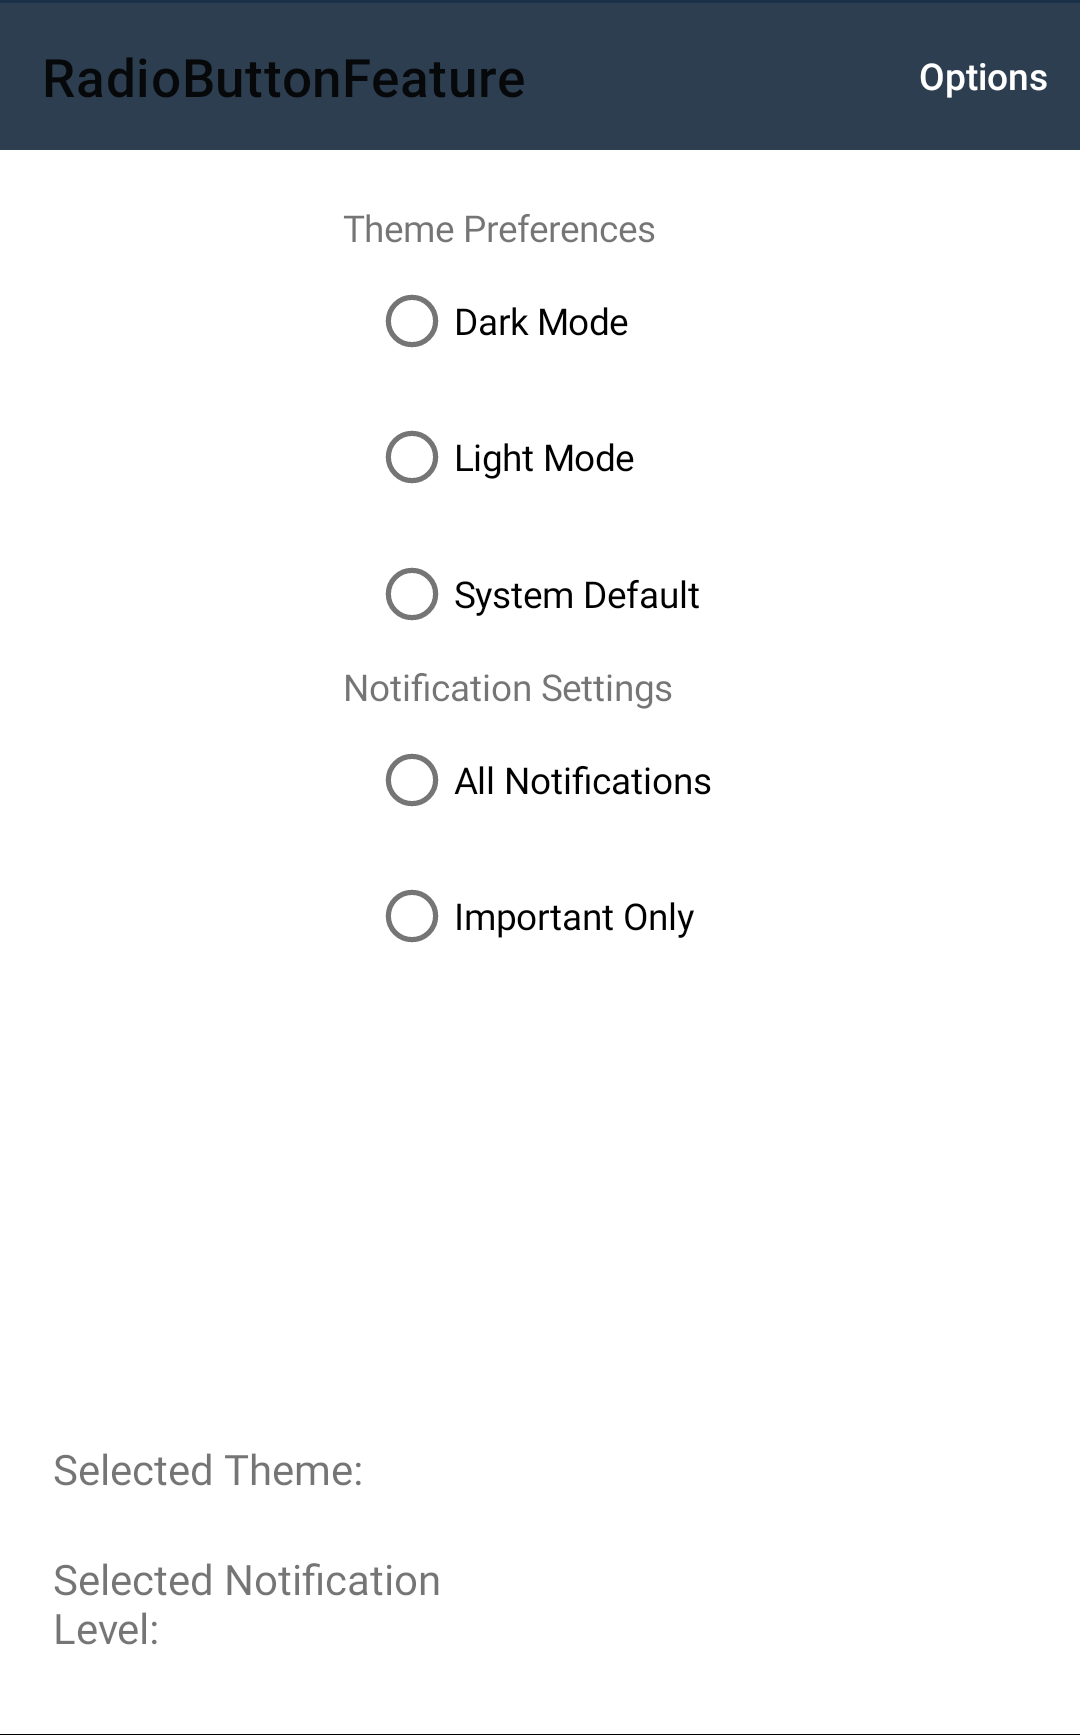 RadioButtonFeature
Options
Theme Preferences
Dark Mode
Light Mode
System Default
Notification Settings
All Notifications
Important Only
Selected Theme:
Selected Notification
Level: